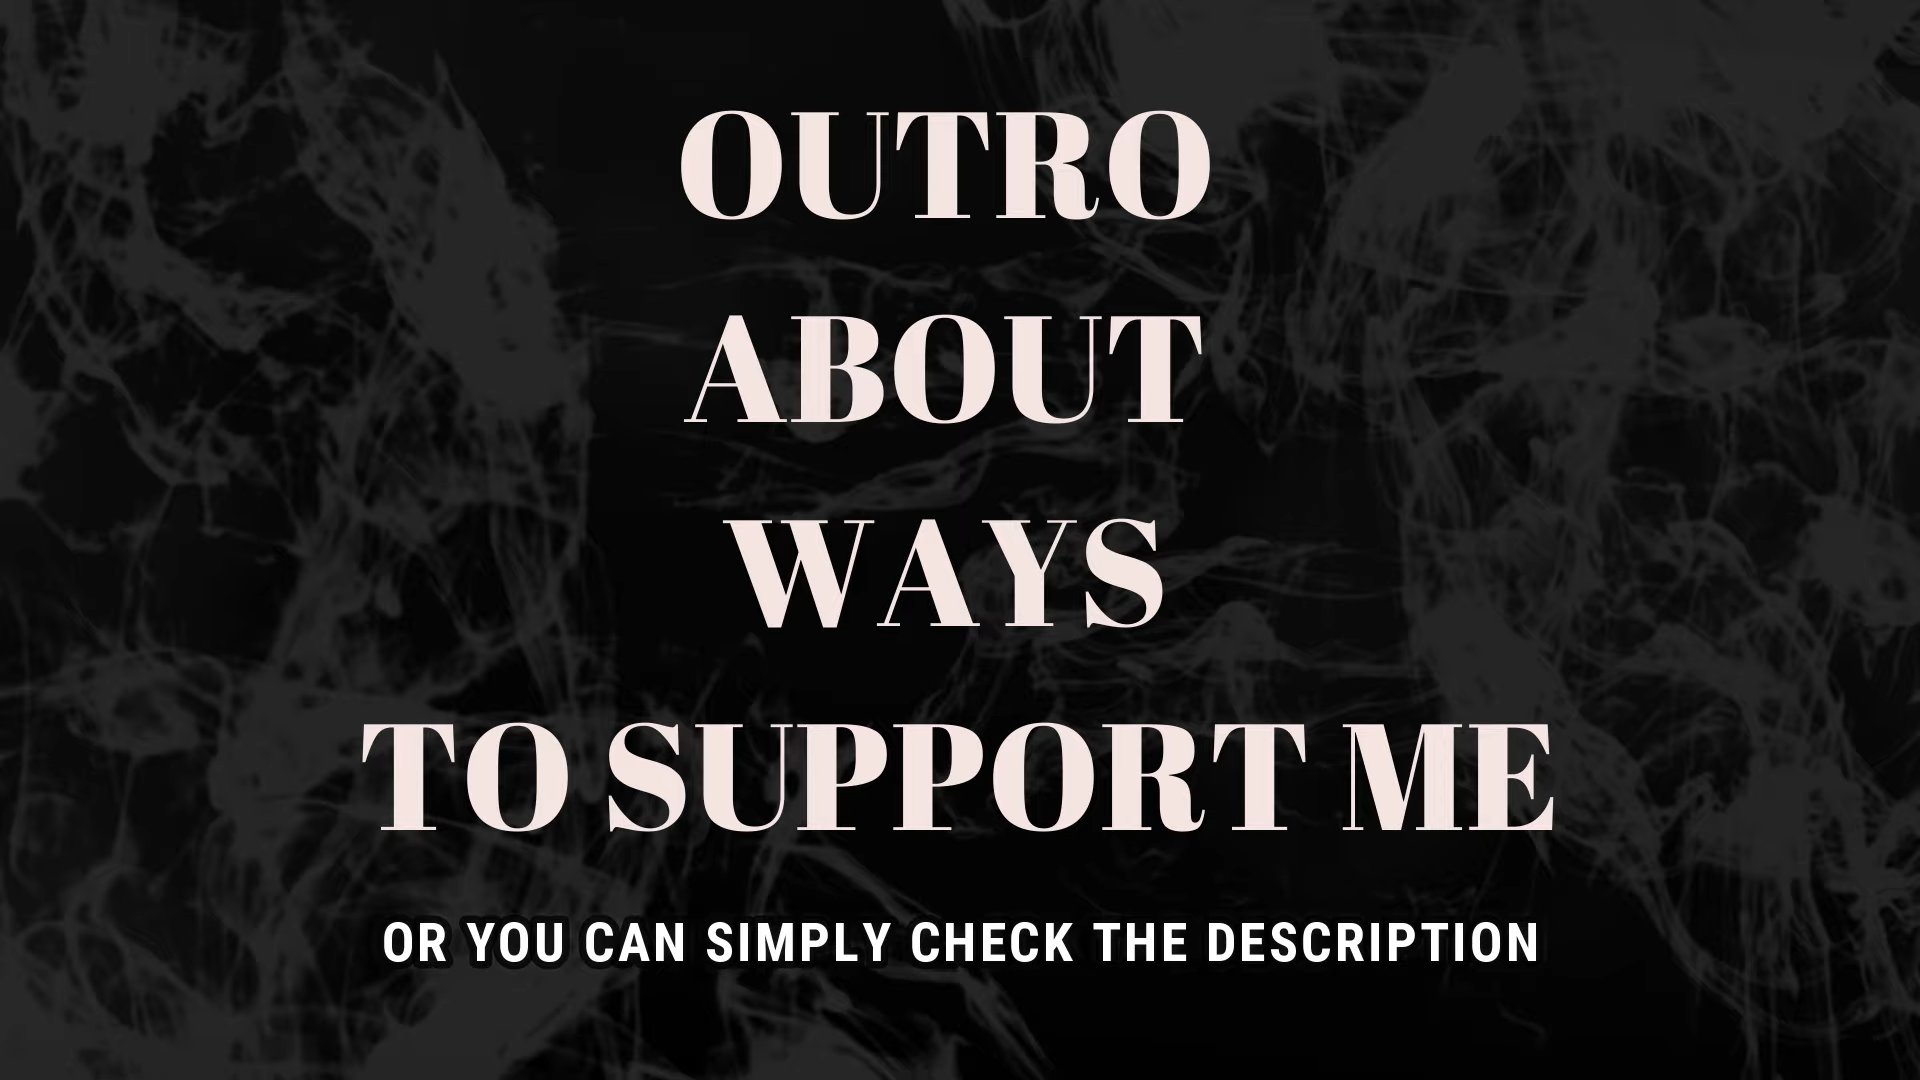 OUTRO
ABOUT
WAYS
TO SUPPORT ME
OR YOU CAN SIMPLY CHECK THE DESCRIPTION